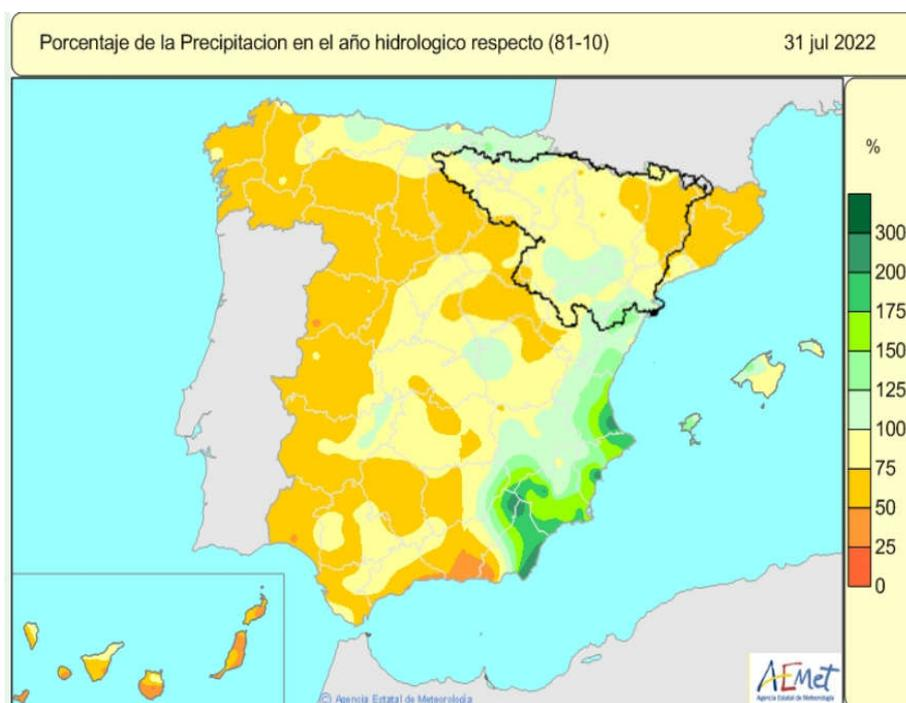 Porcentaje de la Precipitacion en el año hidrologico respecto (81-10) 31 jul 2022
%
300
200
175
150
125
100
75
50
25
0
© Agencia Estatal de Meteorología
AEMet
Agencia Estatal de Meteorología